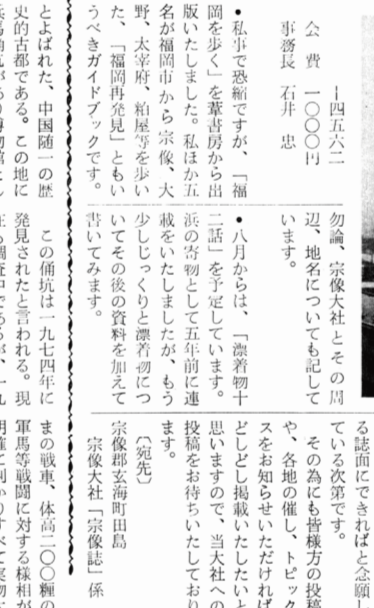 ―四五六二
会　費　一〇〇〇円
事務長　石井　忠
•私事で恐縮ですが、「福
岡を歩く」を葦書房から出
版いたしました。私ほか五
名が福岡市から宗像、大
野、太宰府、粕屋等を歩い
た、「福岡再発見」ともい
うべきガイドブックです。
勿論、宗像大社とその周
辺、地名についても記して
います。
•八月からは、「漂着物十
二話」を予定しています。
浜の寄物として五年前に連
載をいたしましたが、もう
少しじっくりと漂着物につ
いてその後の資料を加えて
書いてみます。
る誌面にできればと念願し
ている次第です。
その為にも皆様方の投稿
や、各地の催し、トピック
スをお知らせいただければ
どしどし掲載いたしたいと
思いますので、当大社への
投稿をお待ちいたしており
ます。
〔宛先〕
宗像郡玄海町田島
宗像大社「宗像誌」係
とよばれた、中国随一の歴
史的古都である。この地に
この俑坑は一九七四年に
発見されたと言われる。現
まの戦車、体高二〇〇糎の
軍馬等戦闘に対する様相が